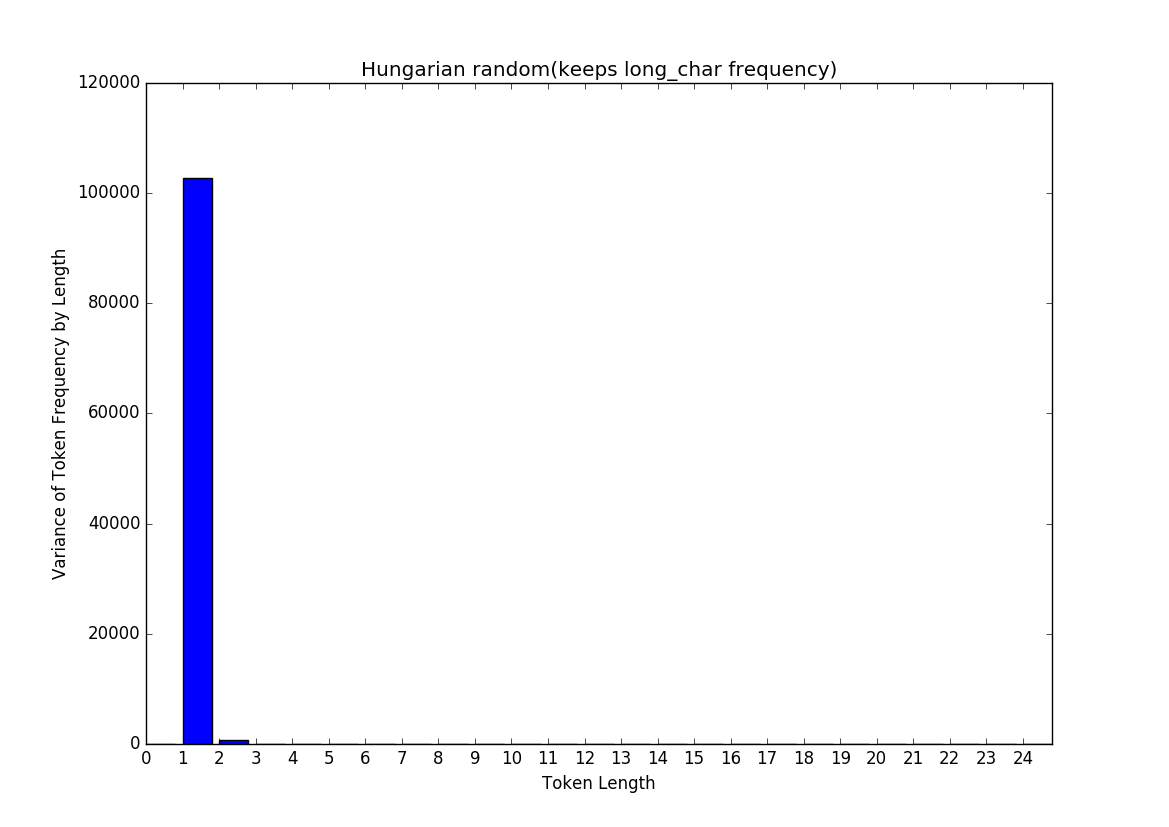 Hungarian random(keeps long_char frequency)
120000
100000
80000
60000
40000
20000
0
Variance of Token Frequency by Length
0 1 2 3 4 5 6 7 8 9 10 11 12 13 14 15 16 17 18 19 20 21 22 23 24
Token Length